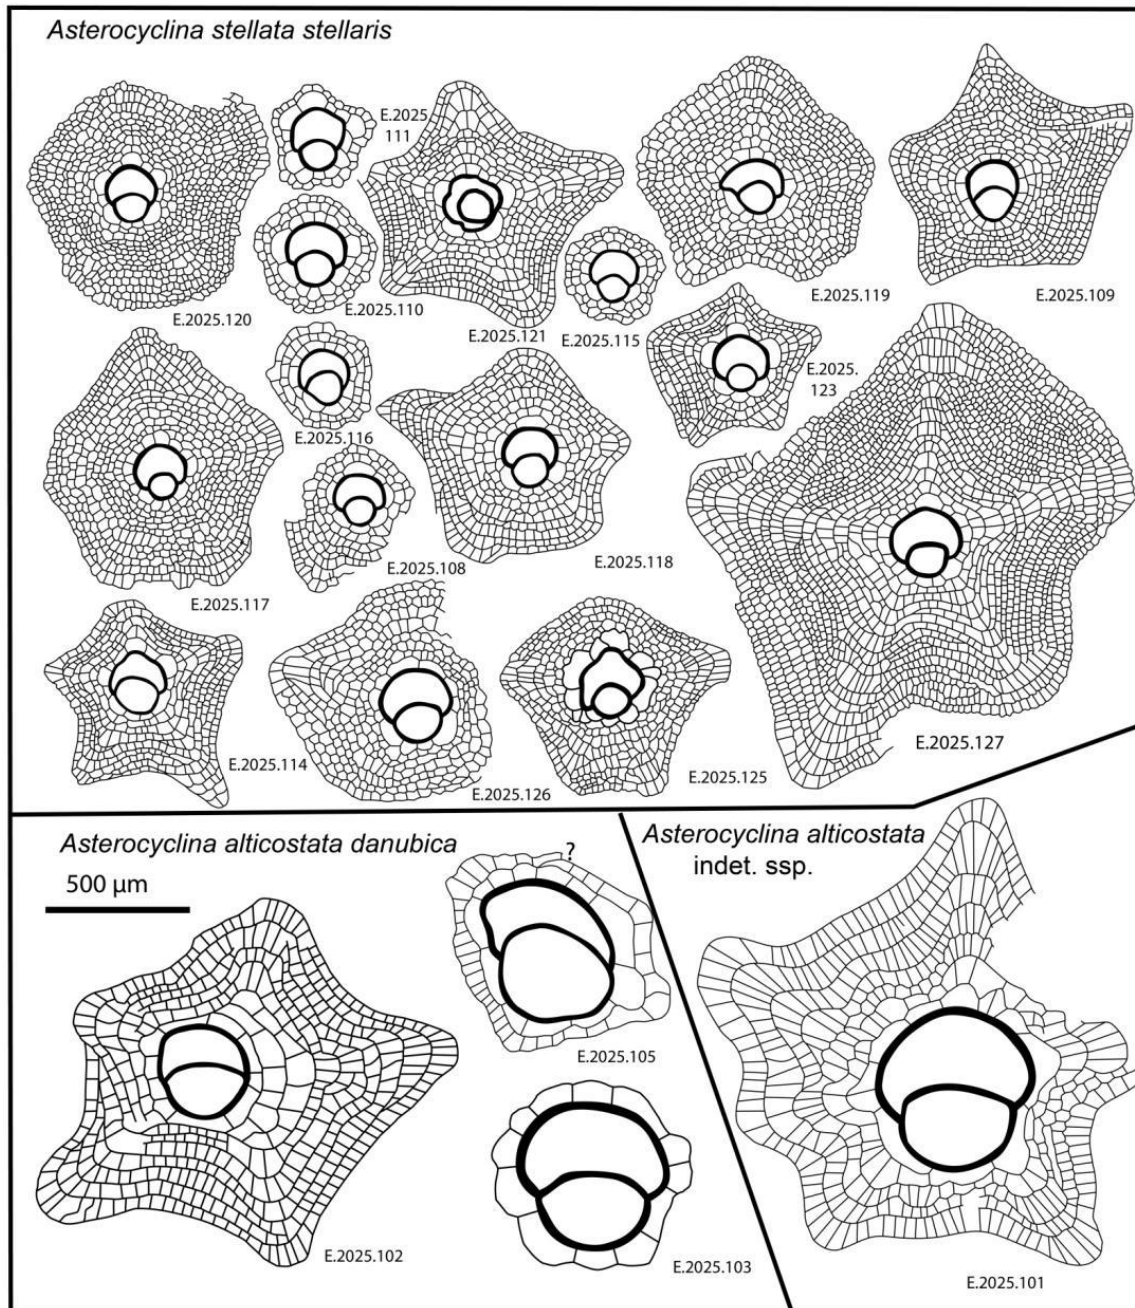 Asterocyclina stellata stellaris
E.2025
111
E.2025.120
E.2025.110
E.2025.121
E.2025.115
E.2025.119
E.2025.109
E.2025.
123
E.2025.116
E.2025.117
E.2025.108
E.2025.118
E.2025.114
E.2025.126
E.2025.125
E.2025.127
Asterocyclina alticostata danubica
500 µm
?
E.2025.105
E.2025.102
E.2025.103
Asterocyclina alticostata
indet. ssp.
E.2025.101